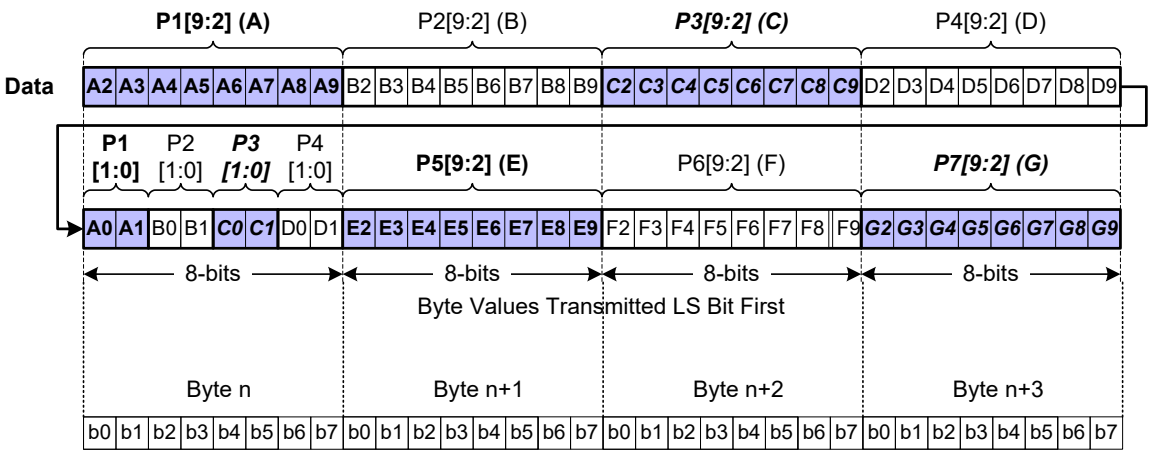 P1[9:2] (A) P2[9:2] (B) P3[9:2] (C) P4[9:2] (D)
Data A2 A3 A4 A5 A6 A7 A8 A9 B2 B3 B4 B5 B6 B7 B8 B9 C2 C3 C4 C5 C6 C7 C8 C9 D2 D3 D4 D5 D6 D7 D8 D9
P1 P2 P3 P4
[1:0] [1:0] [1:0] [1:0] P5[9:2] (E) P6[9:2] (F) P7[9:2] (G)
A0 A1 B0 B1 C0 C1 D0 D1 E2 E3 E4 E5 E6 E7 E8 E9 F2 F3 F4 F5 F6 F7 F8 F9 G2 G3 G4 G5 G6 G7 G8 G9
8-bits 8-bits 8-bits 8-bits
Byte Values Transmitted LS Bit First
Byte n Byte n+1 Byte n+2 Byte n+3
b0 b1 b2 b3 b4 b5 b6 b7 b0 b1 b2 b3 b4 b5 b6 b7 b0 b1 b2 b3 b4 b5 b6 b7 b0 b1 b2 b3 b4 b5 b6 b7